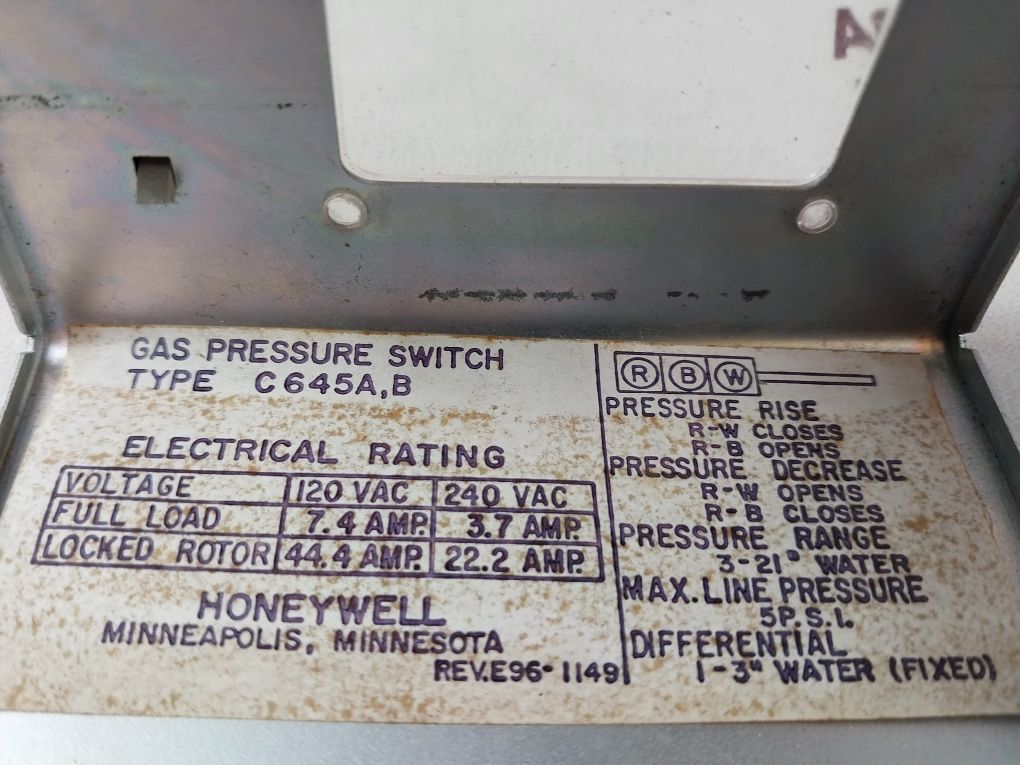 GAS PRESSURE SWITCH
TYPE C645A,B
ELECTRICAL RATING
VOLTAGE 120 VAC 240 VAC
FULL LOAD 7.4 AMP. 3.7 AMP.
LOCKED ROTOR 44.4 AMP. 22.2 AMP.
HONEYWELL
MINNEAPOLIS, MINNESOTA
REV.E96-1149
R B W
PRESSURE RISE
R-W CLOSES
R-B OPENS
PRESSURE DECREASE
R-W OPENS
R-B CLOSES
PRESSURE RANGE
3-21" WATER
MAX. LINE PRESSURE
5P.S.I.
DIFFERENTIAL
1-3" WATER (FIXED)